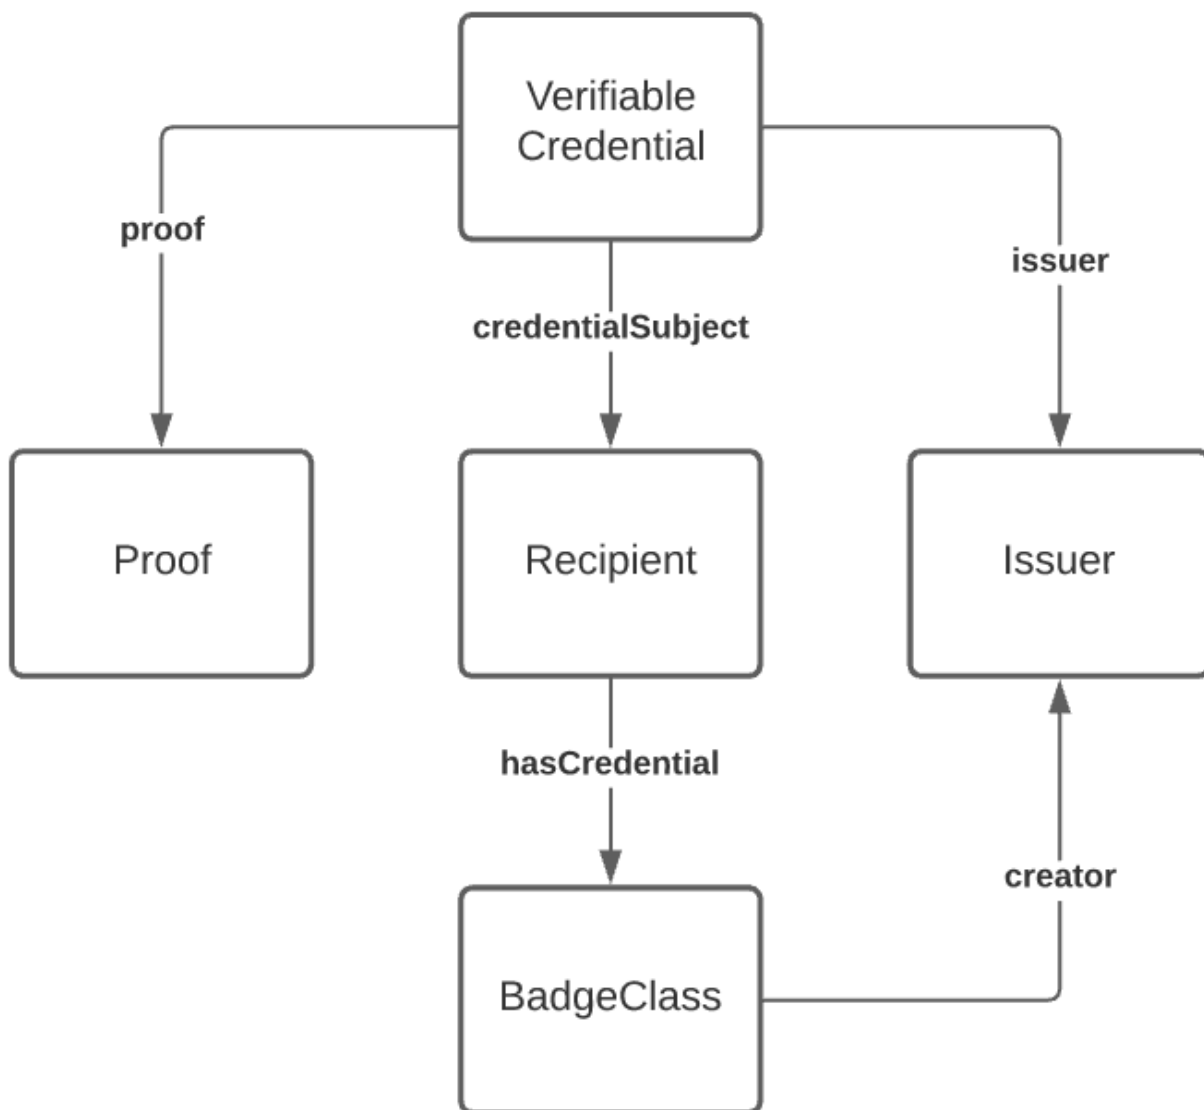 Verifiable
Credential
proof
issuer
credentialSubject
Proof
Recipient
Issuer
hasCredential
creator
BadgeClass